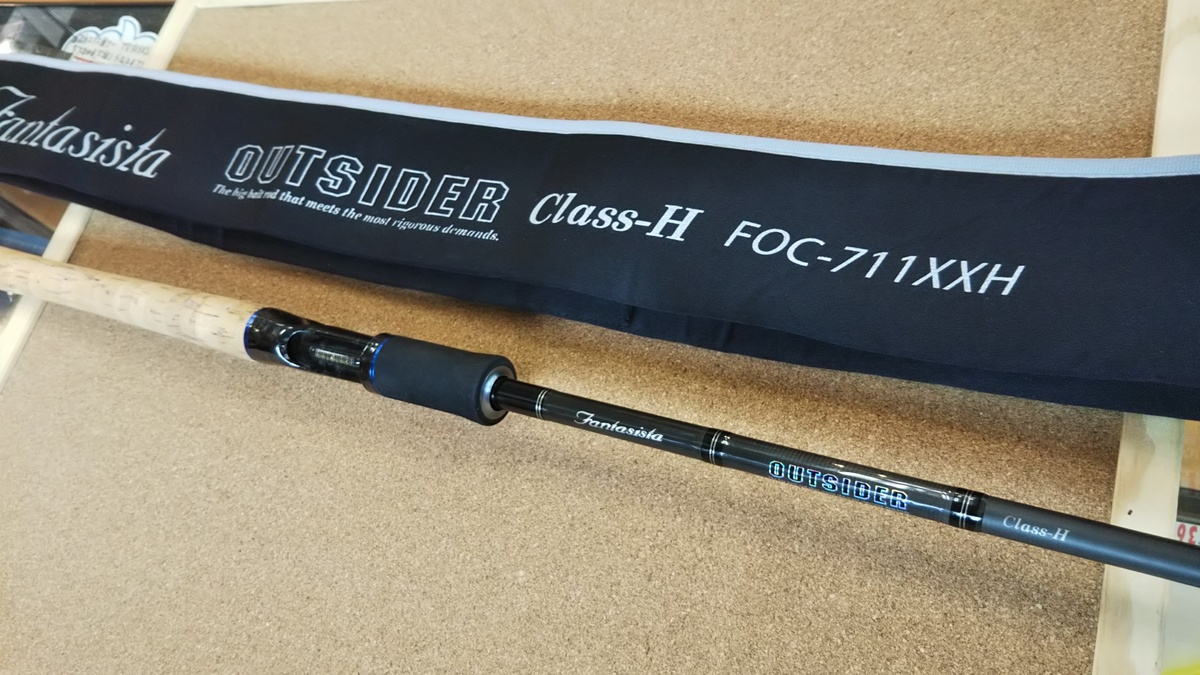 Fantasista
OUTSIDER
The big bait rod that meets the most rigorous demands.
Class-H
FOC-711XXH
Fantasista
OUTSIDER
Class-H